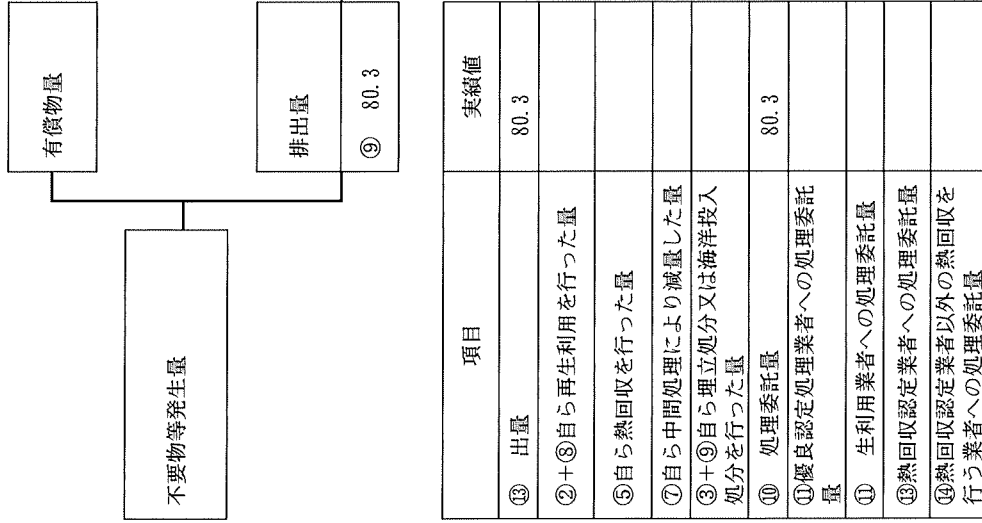 不要物等発生量
有償物量
排出量
⑨ 80.3
項目
実績値
⑬ 出量
80.3
②+⑧自ら再生利用を行った量
⑤自ら熱回収を行った量
⑦自ら中間処理により減量した量
③+⑨自ら埋立処分又は海洋投入
処分を行った量
⑩ 処理委託量
80.3
⑪優良認定処理業者への処理委託
量
⑪ 生利用業者への処理委託量
⑬熱回収認定業者への処理委託量
⑭熱回収認定業者以外の熱回収を
行う業者への処理委託量